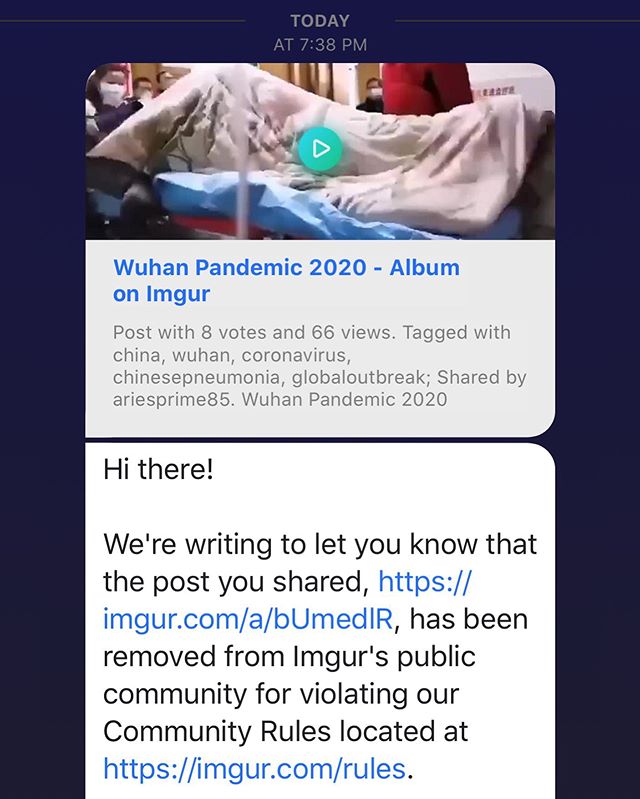 TODAY
AT 7:38 PM
Wuhan Pandemic 2020 - Album
on Imgur
Post with 8 votes and 66 views. Tagged with
china, wuhan, coronavirus,
chinesepneumonia, globaloutbreak; Shared by
ariesprime85. Wuhan Pandemic 2020
Hi there!
We're writing to let you know that
the post you shared, https://
imgur.com/a/bUmedlR, has been
removed from Imgur's public
community for violating our
Community Rules located at
https://imgur.com/rules.